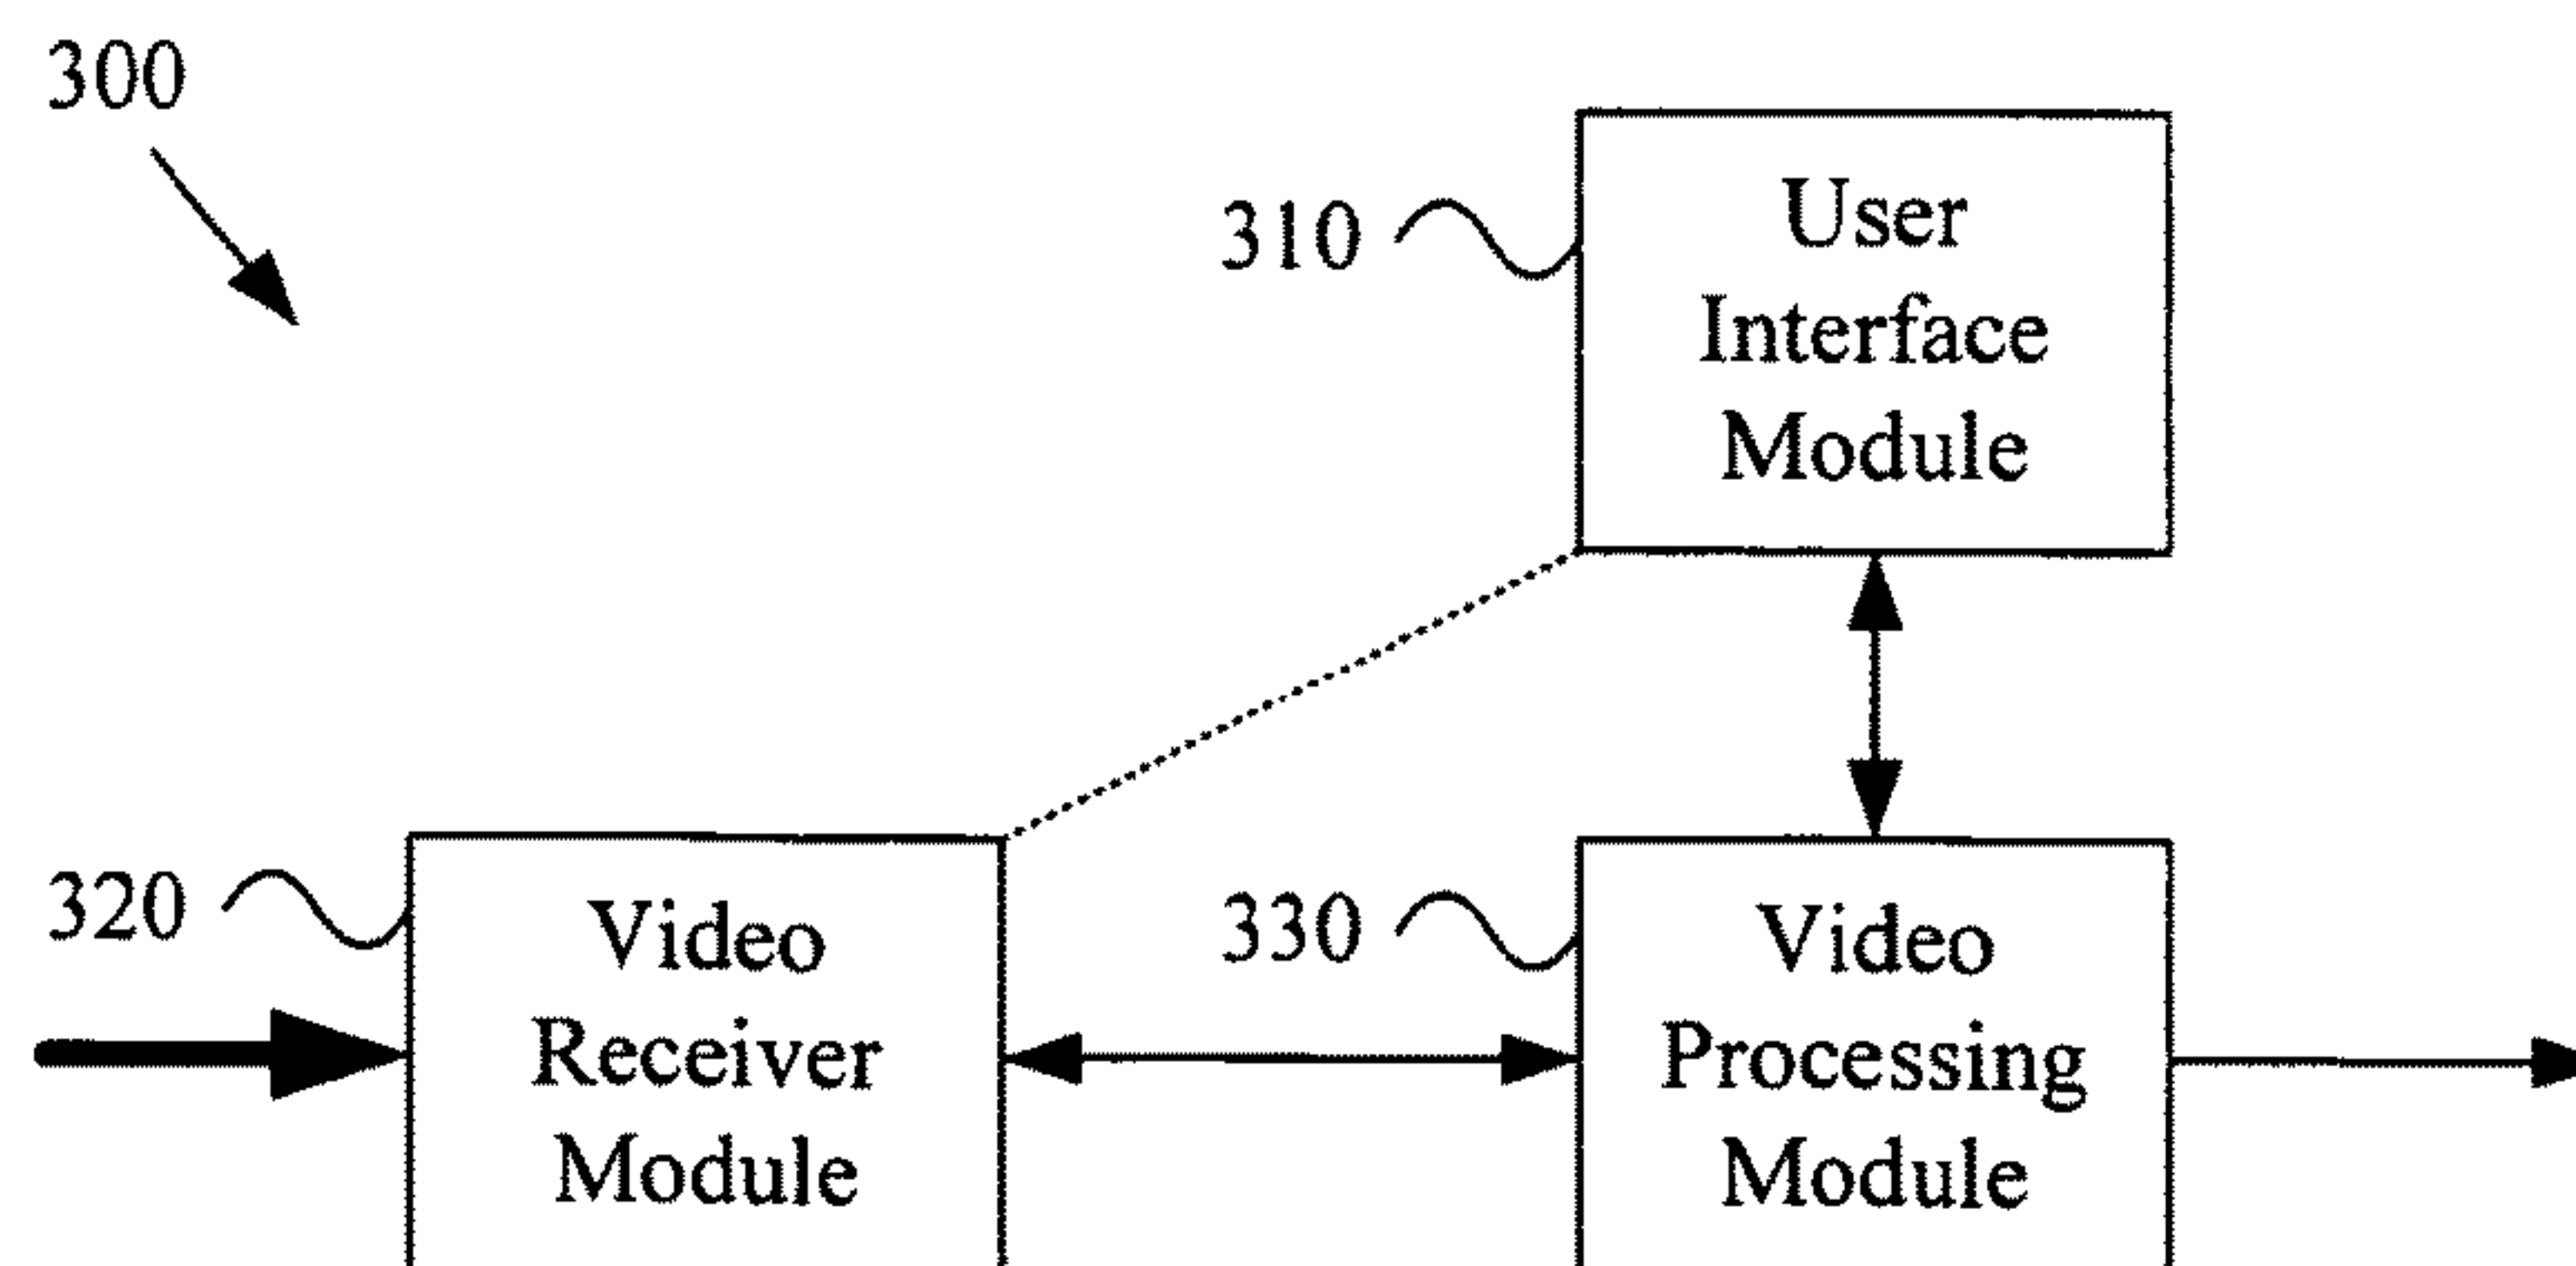 300
310
User
Interface
Module
320
Video
Receiver
Module
330
Video
Processing
Module